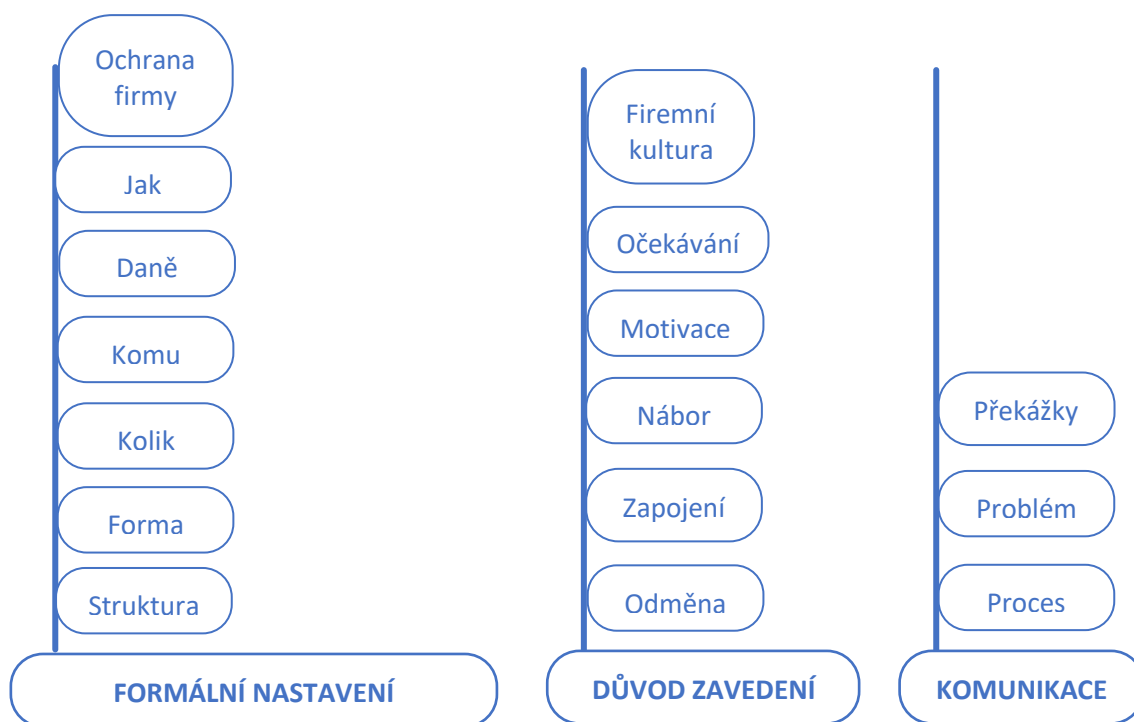 Ochrana
firmy
Jak
Daně
Komu
Kolik
Forma
Struktura
FORMÁLNÍ NASTAVENÍ
Firemní
kultura
Očekávání
Motivace
Nábor
Zapojení
Odměna
DŮVOD ZAVEDENÍ
Překážky
Problém
Proces
KOMUNIKACE